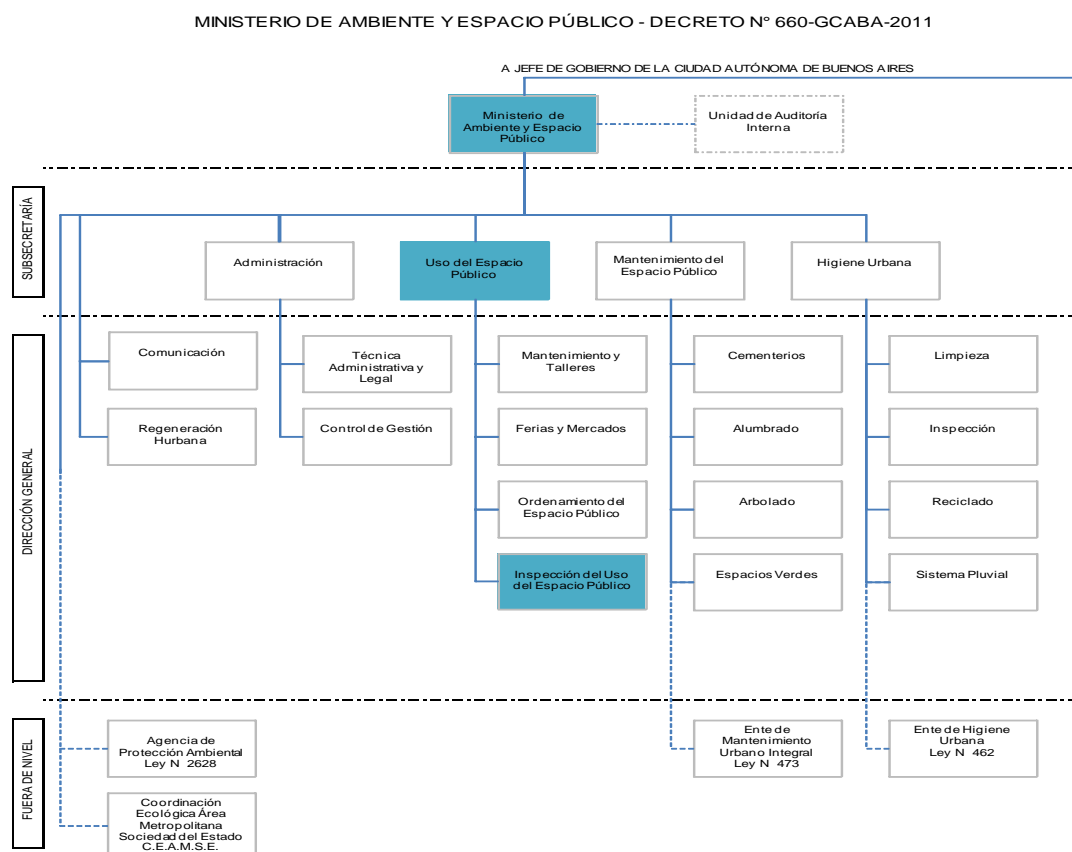 MINISTERIO DE AMBIENTE Y ESPACIO PÚBLICO - DECRETO N° 660-GCABA-2011
A JEFE DE GOBIERNO DE LA CIUDAD AUTÓNOMA DE BUENOS AIRES
Ministerio de
Ambiente y Espacio
Público
Unidad de Auditoría
Interna
SUBSECRETARÍA
Administración
Uso del Espacio
Público
Mantenimiento del
Espacio Público
Higiene Urbana
DIRECCIÓN GENERAL
Comunicación
Técnica
Administrativa y
Legal
Mantenimiento y
Talleres
Cementerios
Limpieza
Regeneración
Hurbana
Control de Gestión
Ferias y Mercados
Alumbrado
Inspección
Ordenamiento del
Espacio Público
Arbolado
Reciclado
Inspección del Uso
del Espacio Público
Espacios Verdes
Sistema Pluvial
FUERA DE NIVEL
Agencia de
Protección Ambiental
Ley N 2628
Ente de
Mantenimiento
Urbano Integral
Ley N 473
Ente de Higiene
Urbana
Ley N 462
Coordinación
Ecológica Área
Metropolitana
Sociedad del Estado
C.E.A.M.S.E.